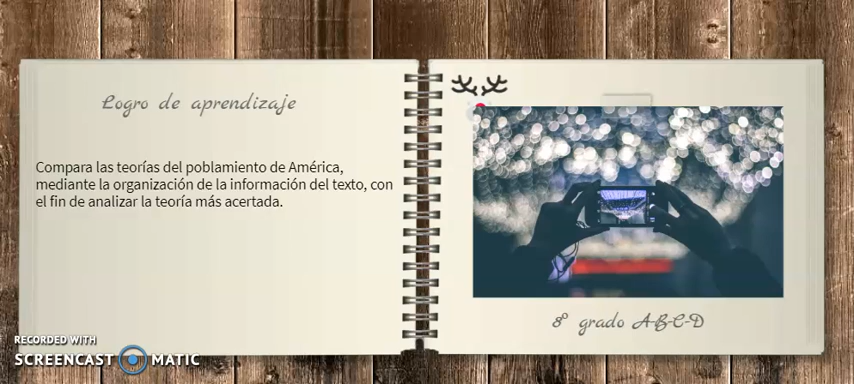 Logro de aprendizaje
Compara las teorías del poblamiento de América,
mediante la organización de la información del texto, con
el fin de analizar la teoría más acertada.
8° grado A-B-C-D
RECORDED WITH
SCREENCAST MATIC